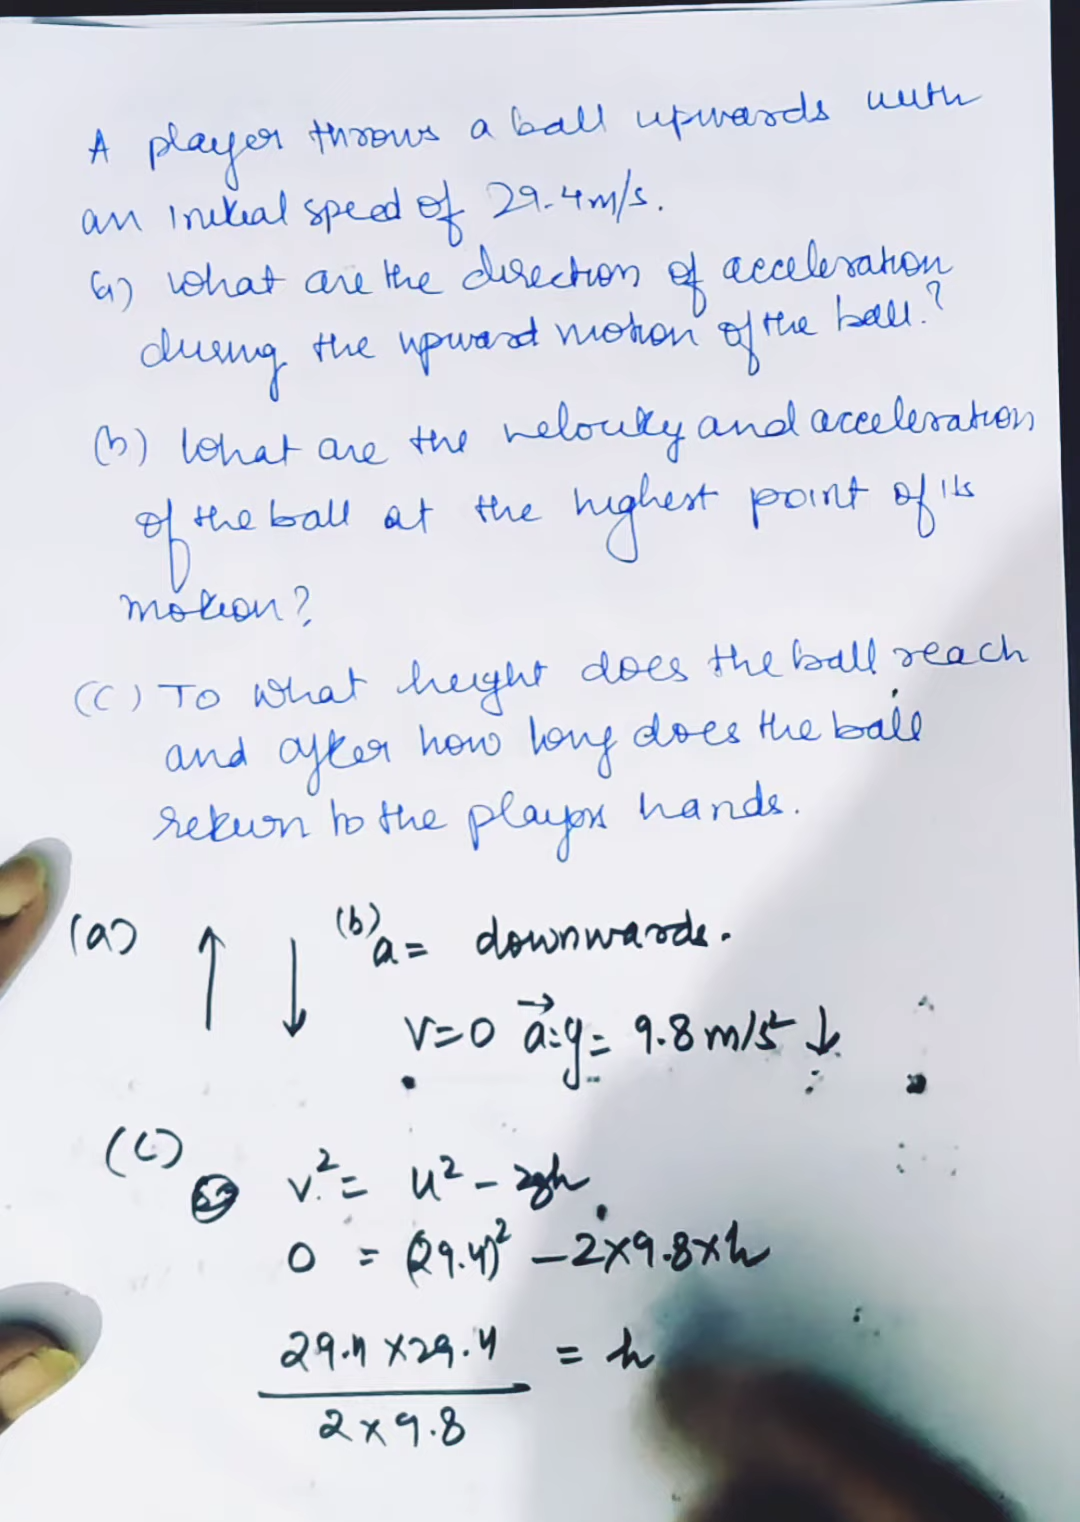 A player throws a ball upwards with
an initial speed of 29.4m/s.
(a) What are the direction of acceleration
during the upward motion of the ball.?
(b) What are the velocity and acceleration
of the ball at the highest point of its
motion?
(C) TO what height does the ball reach
and after how long does the ball
return to the players hands.
(a) ↑ ↓ (b) a = downwards.
V=0 a⃗=g= 9.8 m/s² ↓
(C) v² = u² - 2gh
0 = (29.4)² - 2×9.8×h
29.4 × 29.4 = h
2 × 9.8